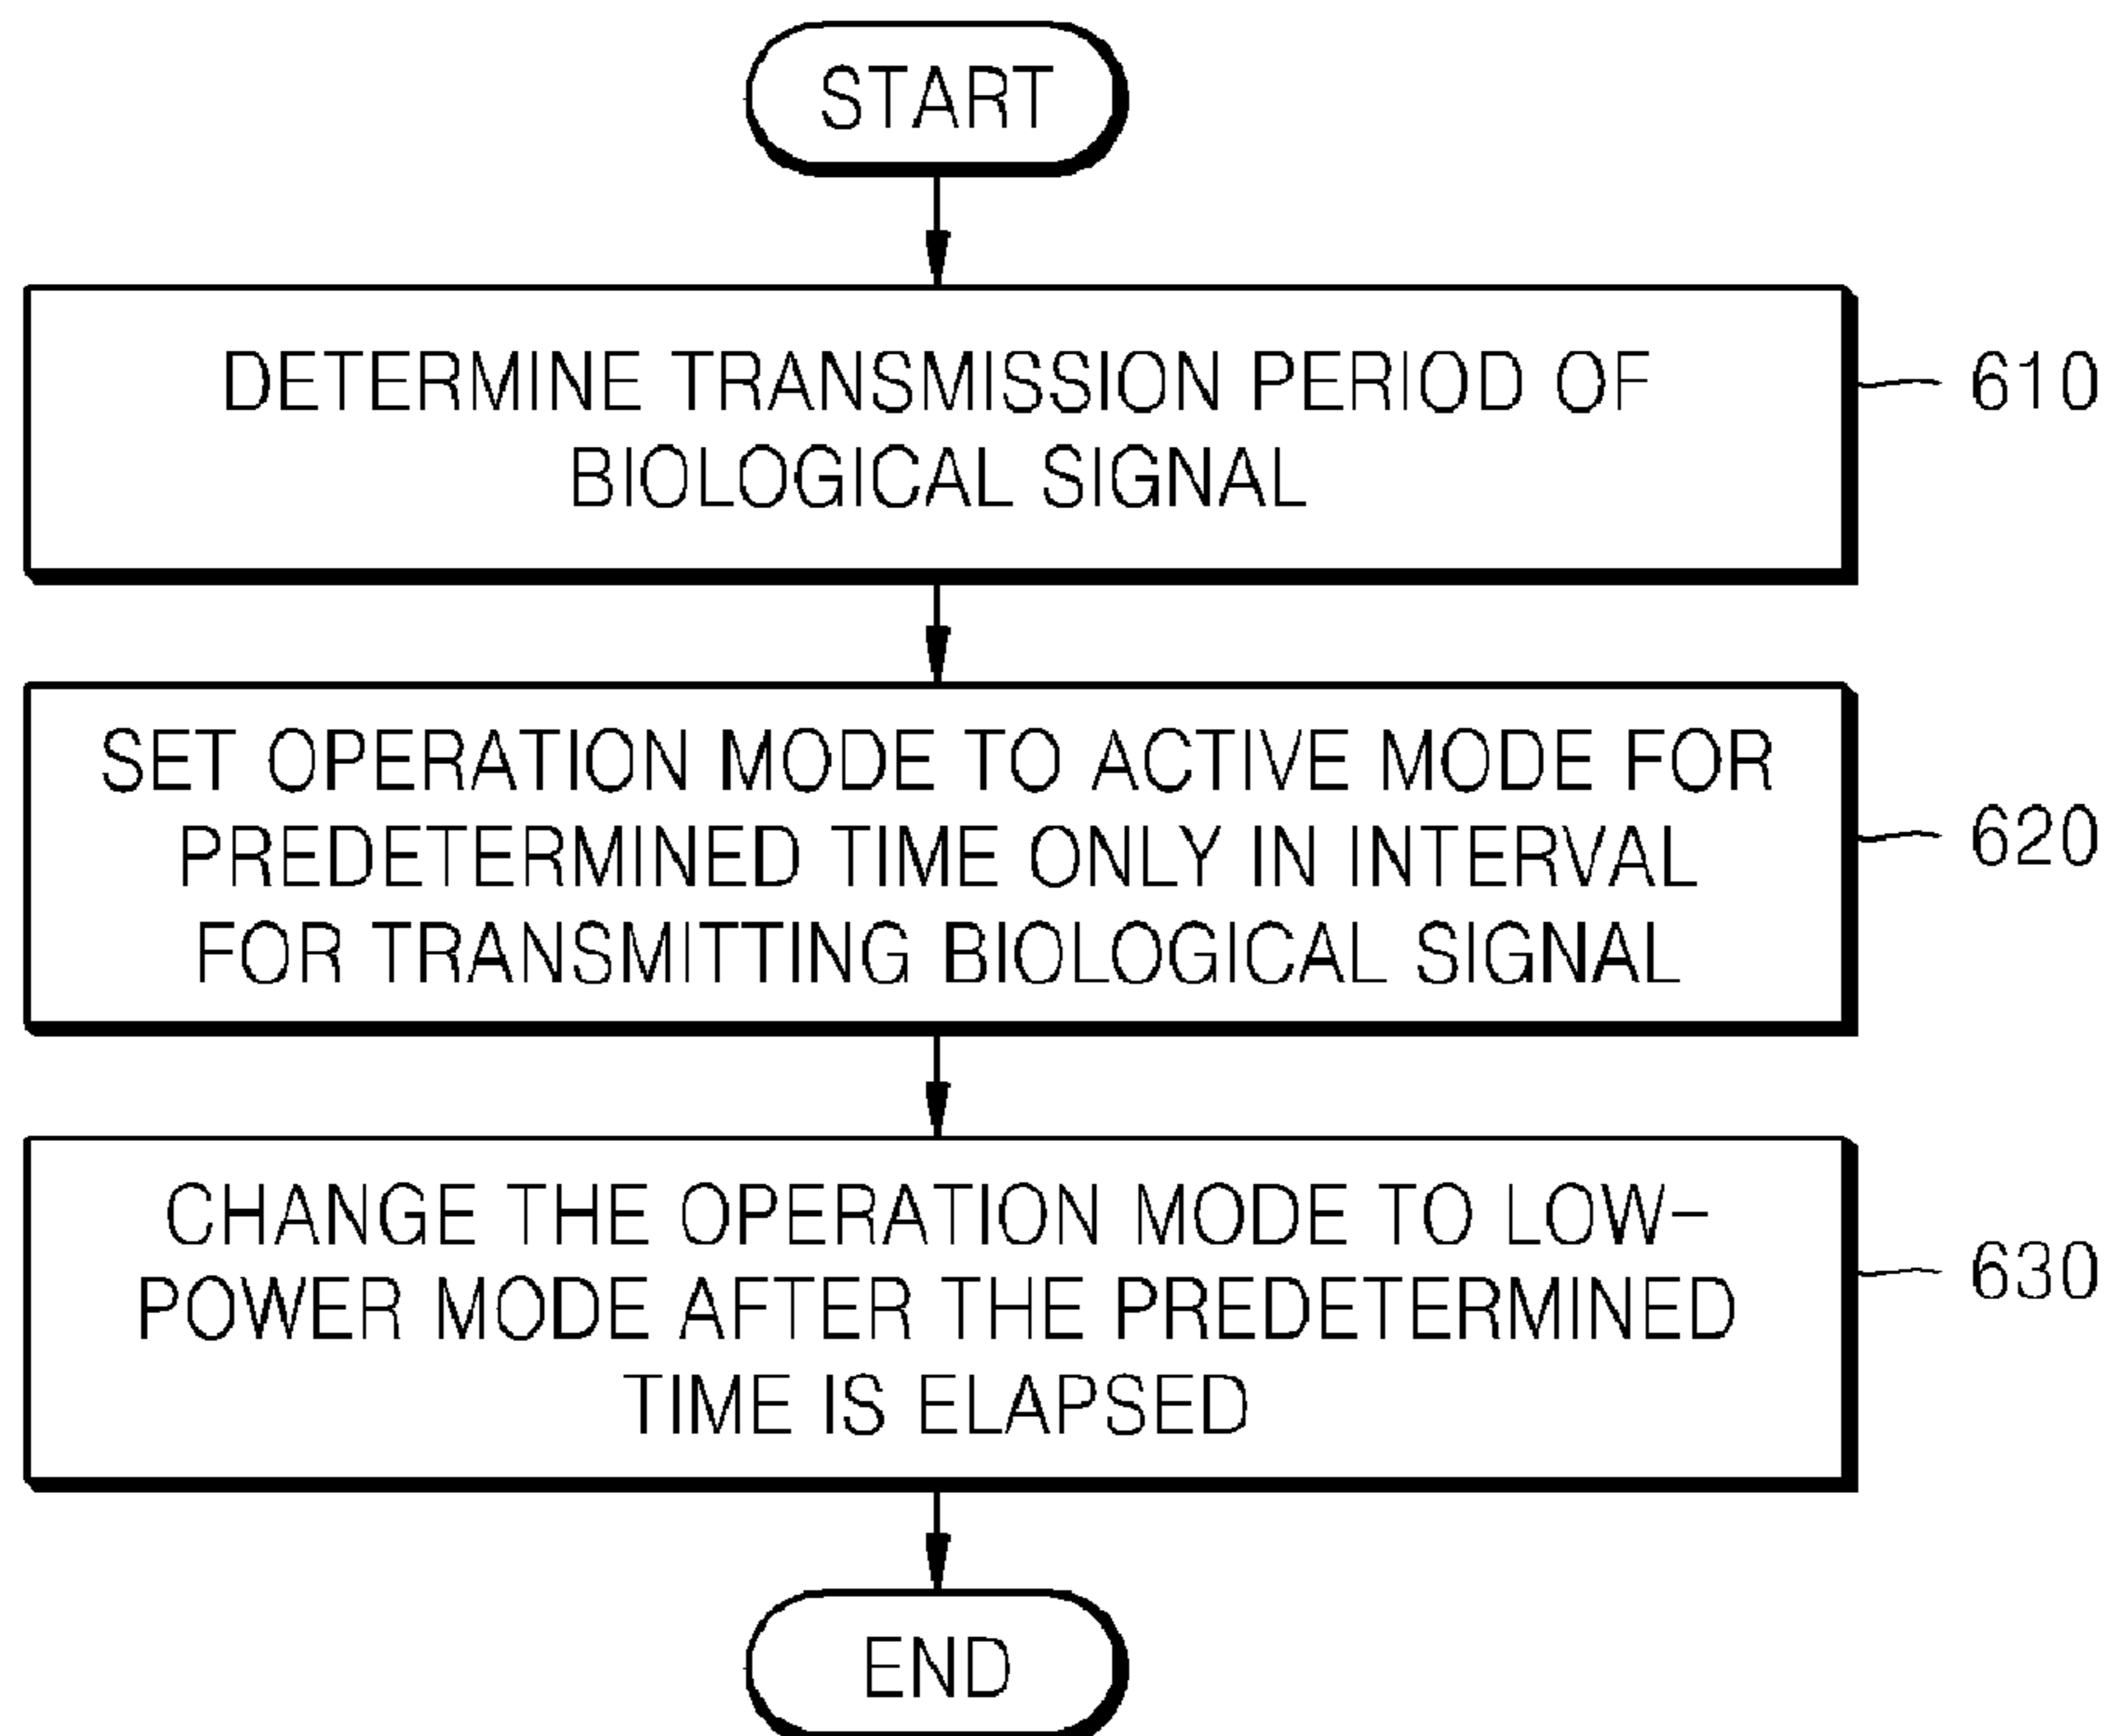 START
DETERMINE TRANSMISSION PERIOD OF
BIOLOGICAL SIGNAL
610
SET OPERATION MODE TO ACTIVE MODE FOR
PREDETERMINED TIME ONLY IN INTERVAL
FOR TRANSMITTING BIOLOGICAL SIGNAL
620
CHANGE THE OPERATION MODE TO LOW-
POWER MODE AFTER THE PREDETERMINED
TIME IS ELAPSED
630
END